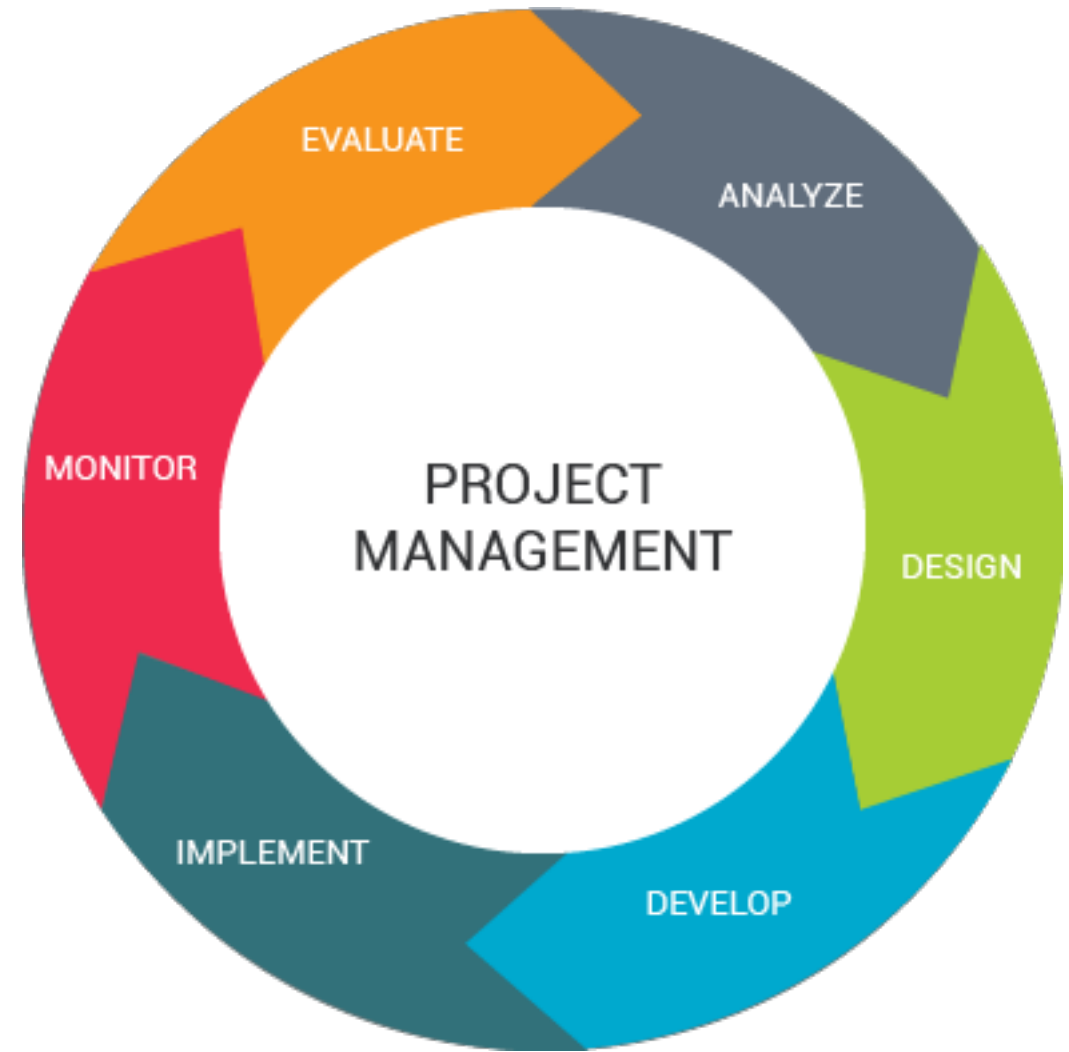 EVALUATE
ANALYZE
MONITOR
PROJECT
MANAGEMENT
DESIGN
IMPLEMENT
DEVELOP